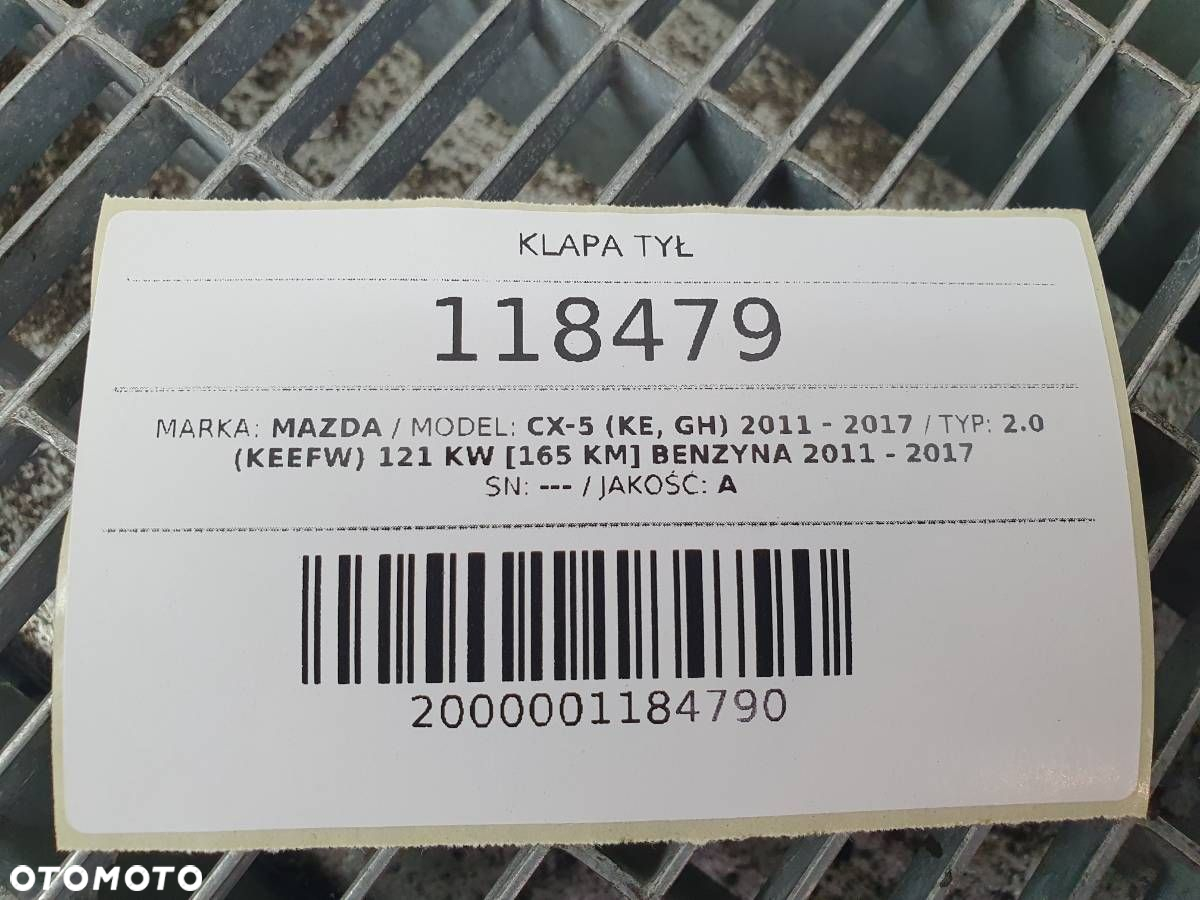 KLAPA TYŁ
118479
MARKA: MAZDA / MODEL: CX-5 (KE, GH) 2011 - 2017 / TYP: 2.0
(KEEFW) 121 KW [165 KM] BENZYNA 2011 - 2017
SN: --- / JAKOŚĆ: A
2000001184790
OTOMOTO